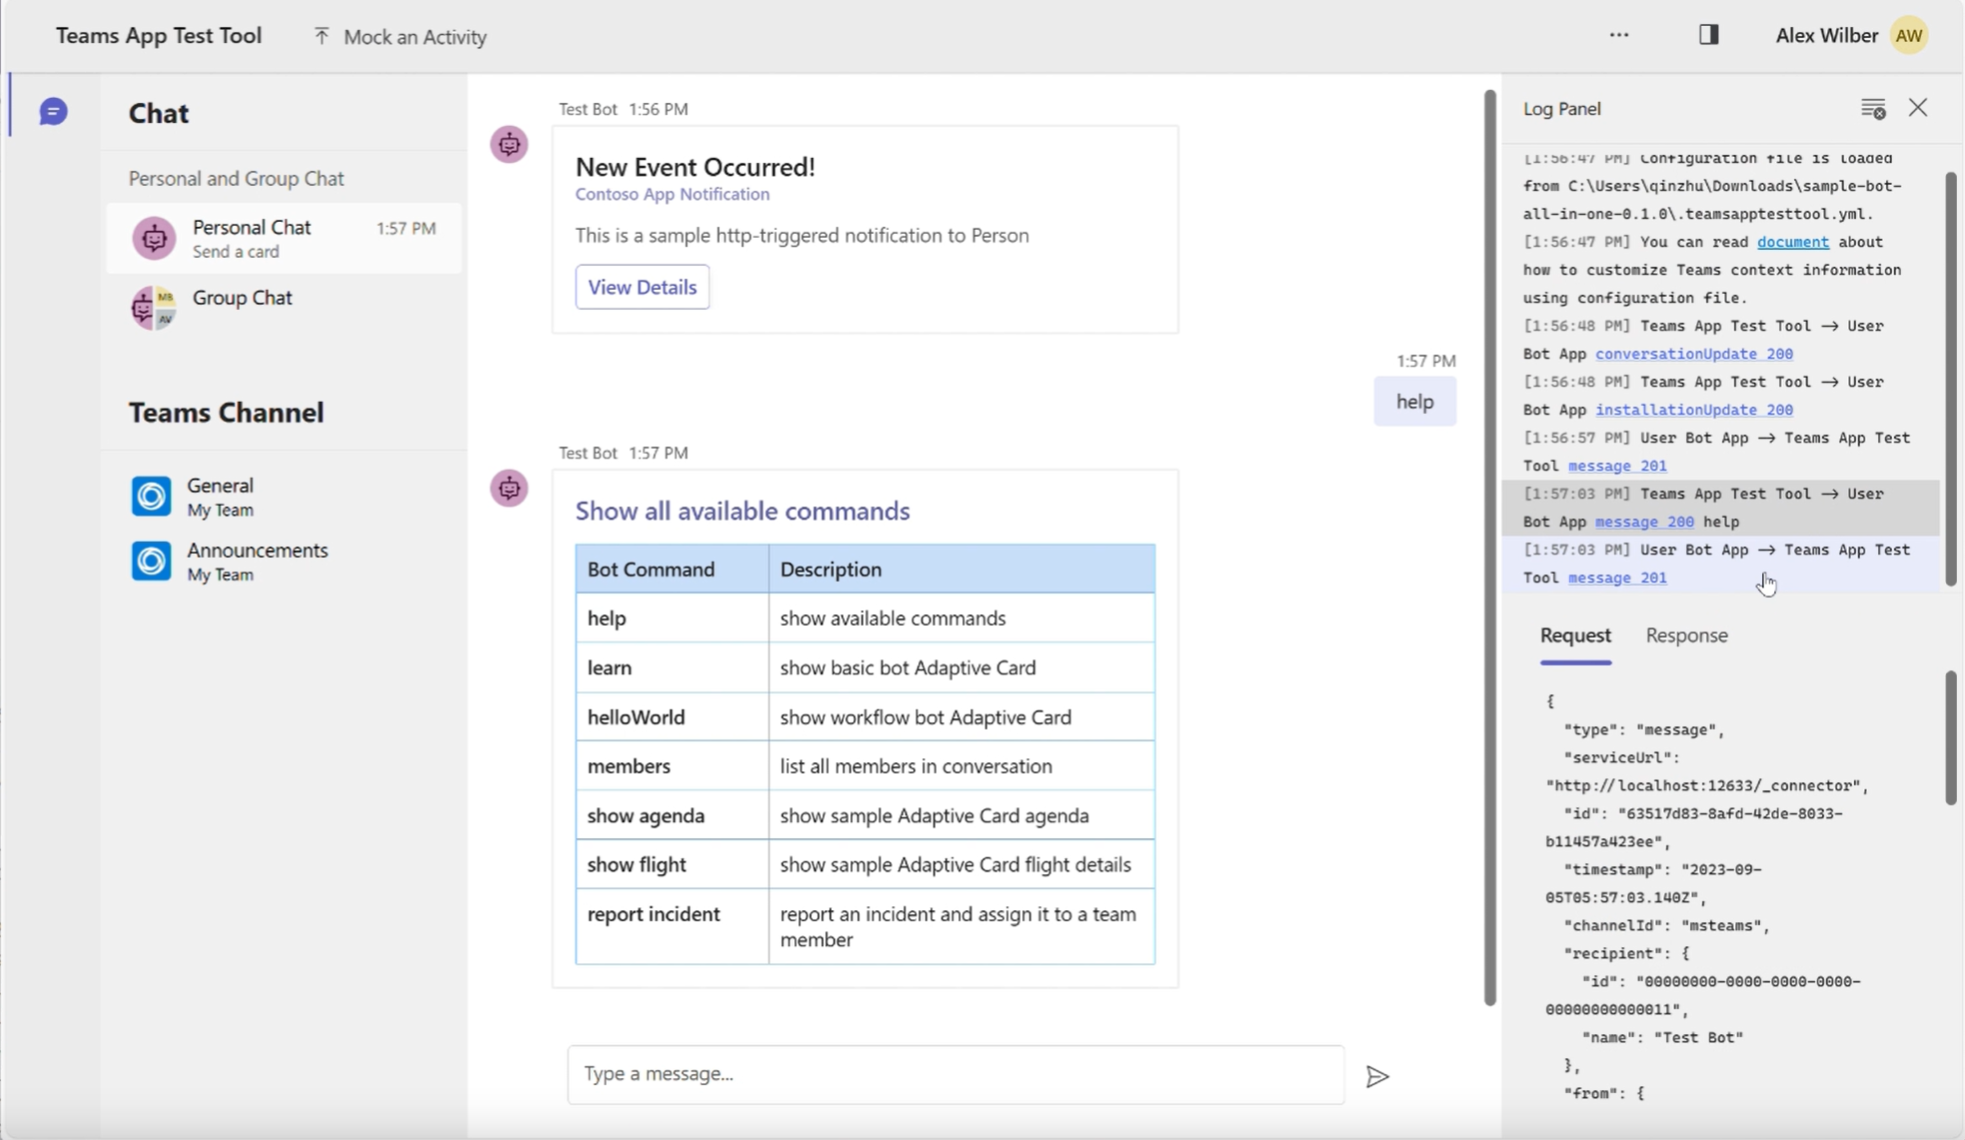 Teams App Test Tool
Mock an Activity
...
Alex Wilber AW
Chat
Personal and Group Chat
Personal Chat 1:57 PM
Send a card
MB
AV
Group Chat
Teams Channel
General
My Team
Announcements
My Team
Test Bot 1:56 PM
New Event Occurred!
Contoso App Notification
This is a sample http-triggered notification to Person
View Details
1:57 PM
help
Test Bot 1:57 PM
Show all available commands
Bot Command Description
help show available commands
learn show basic bot Adaptive Card
helloWorld show workflow bot Adaptive Card
members list all members in conversation
show agenda show sample Adaptive Card agenda
show flight show sample Adaptive Card flight details
report incident report an incident and assign it to a team
member
Type a message...
Log Panel
[1:56:47 PM] Configuration file is loaded
from C:\Users\qinzhu\Downloads\sample-bot-
all-in-one-0.1.0\.teamsapptesttool.yml.
[1:56:47 PM] You can read document about
how to customize Teams context information
using configuration file.
[1:56:48 PM] Teams App Test Tool → User
Bot App conversationUpdate 200
[1:56:48 PM] Teams App Test Tool → User
Bot App installationUpdate 200
[1:56:57 PM] User Bot App → Teams App Test
Tool message 201
[1:57:03 PM] Teams App Test Tool → User
Bot App message 200 help
[1:57:03 PM] User Bot App → Teams App Test
Tool message 201
Request Response
{
"type": "message",
"serviceUrl":
"http://localhost:12633/_connector",
"id": "63517d83-8afd-42de-8033-
b11457a423ee",
"timestamp": "2023-09-
05T05:57:03.140Z",
"channelId": "msteams",
"recipient": {
"id": "00000000-0000-0000-0000-
00000000000011",
"name": "Test Bot"
},
"from": {